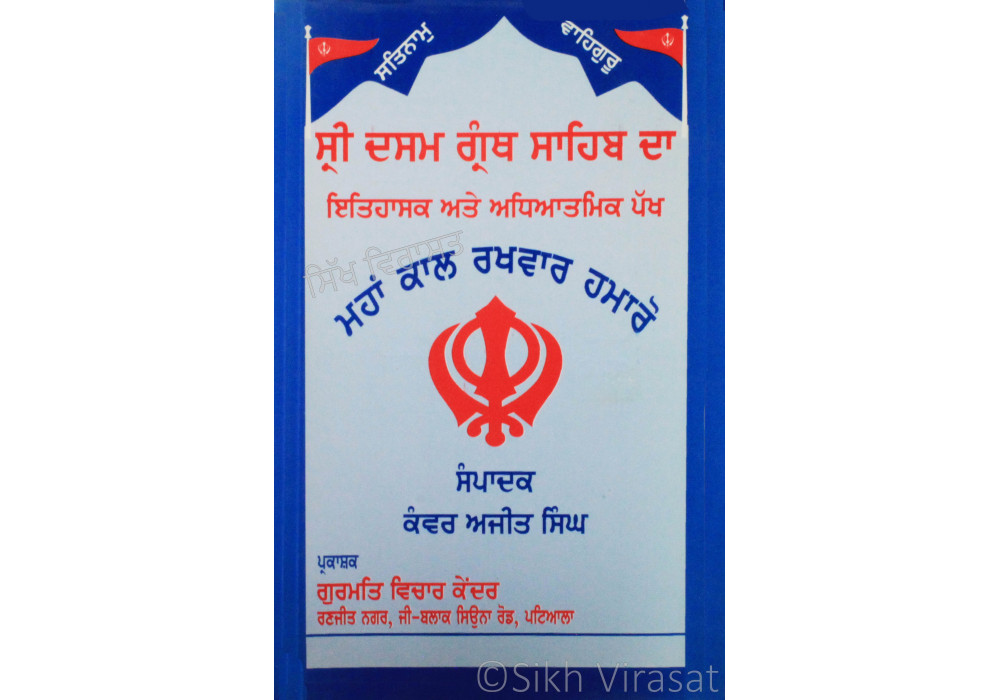 ਸਤਿਨਾਮੁ
ਵਾਹਿਗੁਰੂ
ਸ੍ਰੀ ਦਸਮ ਗ੍ਰੰਥ ਸਾਹਿਬ ਦਾ
ਇਤਿਹਾਸਕ ਅਤੇ ਅਧਿਆਤਮਿਕ ਪੱਖ
ਸਿੱਖ ਵਿਰਾਸਤ
ਮਹਾਂ ਕਾਲ ਰਖਵਾਰ ਹਮਾਰੋ
ਸੰਪਾਦਕ
ਕੰਵਰ ਅਜੀਤ ਸਿੰਘ
ਪ੍ਰਕਾਸ਼ਕ
ਗੁਰਮਤਿ ਵਿਚਾਰ ਕੇਂਦਰ
ਰਣਜੀਤ ਨਗਰ, ਜੀ-ਬਲਾਕ ਸਿਊਨਾ ਰੋਡ, ਪਟਿਆਲਾ
©Sikh Virasat